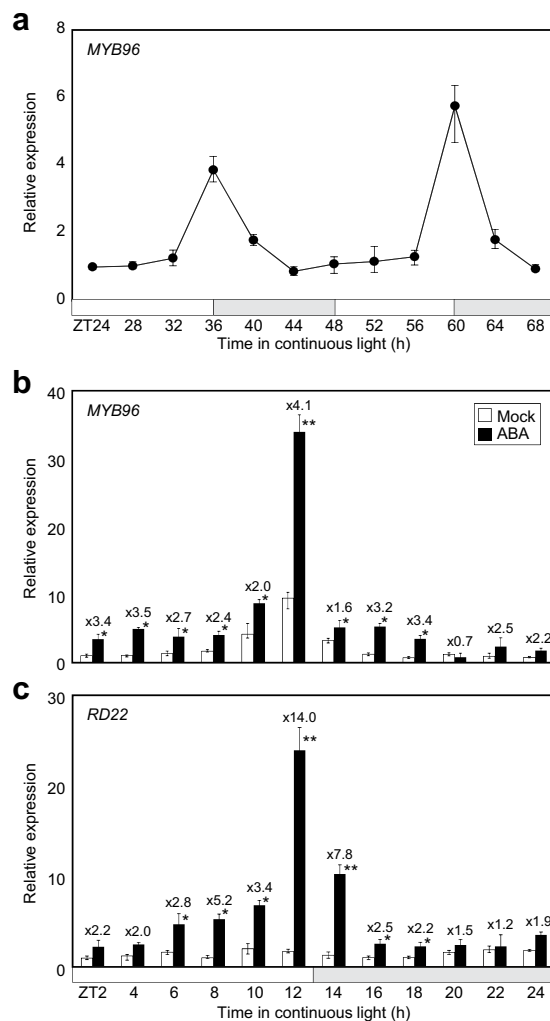 a
MYB96
Relative expression
8
6
4
2
0
ZT24 28 32 36 40 44 48 52 56 60 64 68
Time in continuous light (h)
b
MYB96
Mock
ABA
Relative expression
40
30
20
10
0
x3.4 x3.5 x2.7 x2.4 x2.0 x4.1 x1.6 x3.2 x3.4 x0.7 x2.5 x2.2
* * * * * ** * * *
c
RD22
Relative expression
30
20
10
0
x2.2 x2.0 x2.8 x5.2 x3.4 x14.0 x7.8 x2.5 x2.2 x1.5 x1.2 x1.9
* * * ** ** * *
ZT2 4 6 8 10 12 14 16 18 20 22 24
Time in continuous light (h)